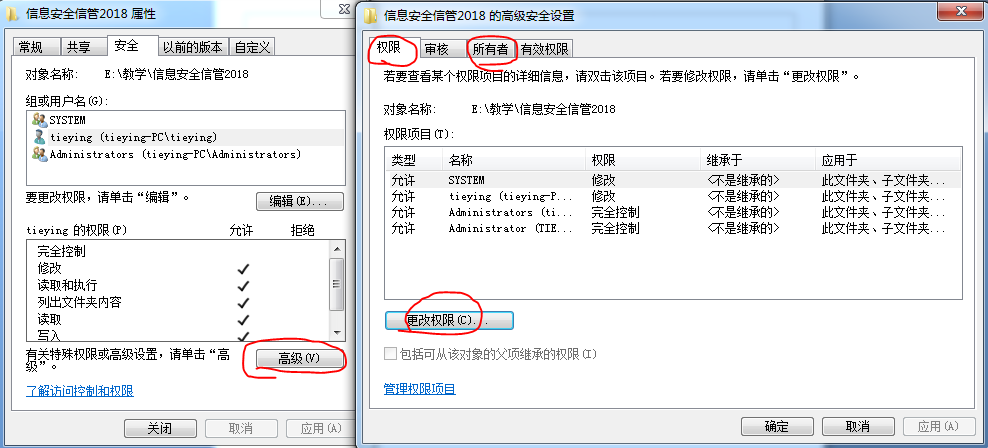 信息安全信管2018 属性
常规 共享 安全 以前的版本 自定义
对象名称: E:\教学\信息安全信管2018
组或用户名(G):
SYSTEM
tieying (tieying-PC\tieying)
Administrators (tieying-PC\Administrators)
要更改权限，请单击“编辑”。
编辑(E)...
tieying 的权限(P) 允许 拒绝
完全控制
修改
读取和执行
列出文件夹内容
读取
写入
有关特殊权限或高级设置，请单击“高
级”。
高级(V)
了解访问控制和权限
关闭 取消 应用(A)
信息安全信管2018 的高级安全设置
权限 审核 所有者 有效权限
若要查看某个权限项目的详细信息，请双击该项目。若要修改权限，请单击“更改权限”。
对象名称: E:\教学\信息安全信管2018
权限项目(T):
类型 名称 权限 继承于 应用于
允许 SYSTEM 修改 <不是继承的> 此文件夹、子文件夹...
允许 tieying (tieying-P... 修改 <不是继承的> 此文件夹、子文件夹...
允许 Administrators (ti... 完全控制 <不是继承的> 此文件夹、子文件夹...
允许 Administrator (TIE... 完全控制 <不是继承的> 此文件夹、子文件夹...
更改权限(C)...
包括可从该对象的父项继承的权限(I)
管理权限项目
确定 取消 应用(A)